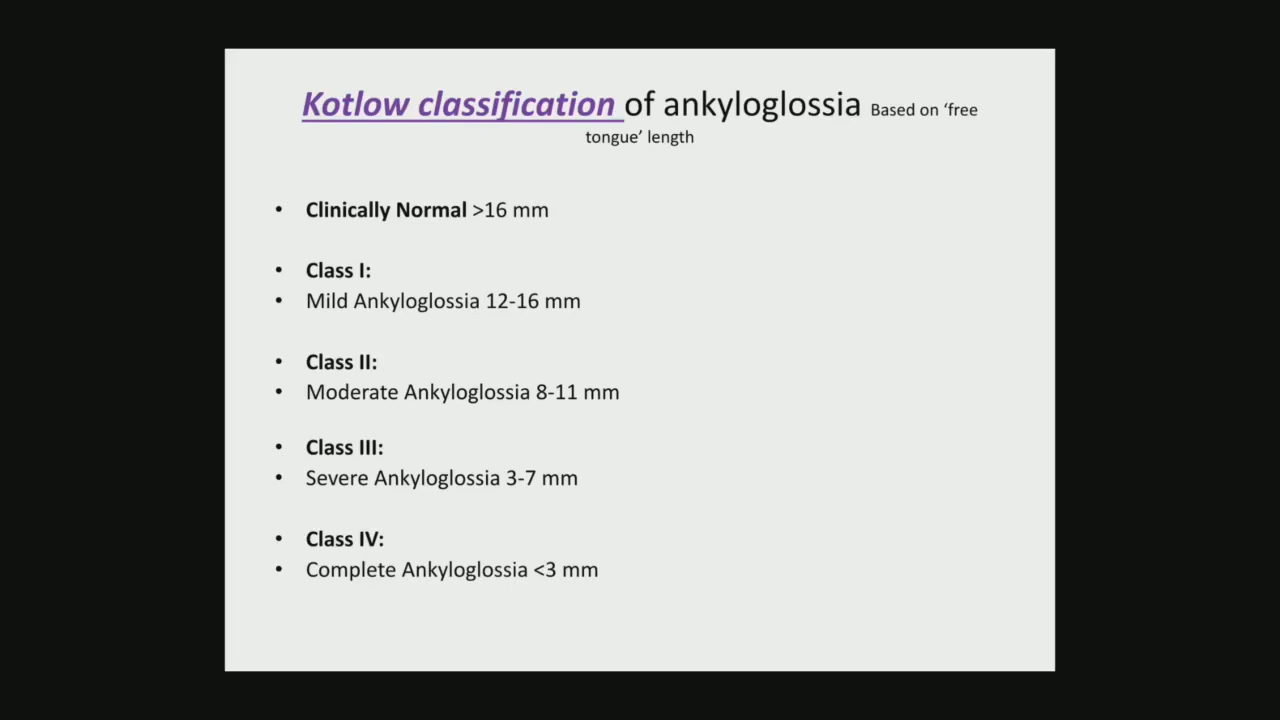 Kotlow classification of ankyloglossia Based on ‘free
tongue’ length
• Clinically Normal >16 mm
• Class I:
• Mild Ankyloglossia 12-16 mm
• Class II:
• Moderate Ankyloglossia 8-11 mm
• Class III:
• Severe Ankyloglossia 3-7 mm
• Class IV:
• Complete Ankyloglossia <3 mm